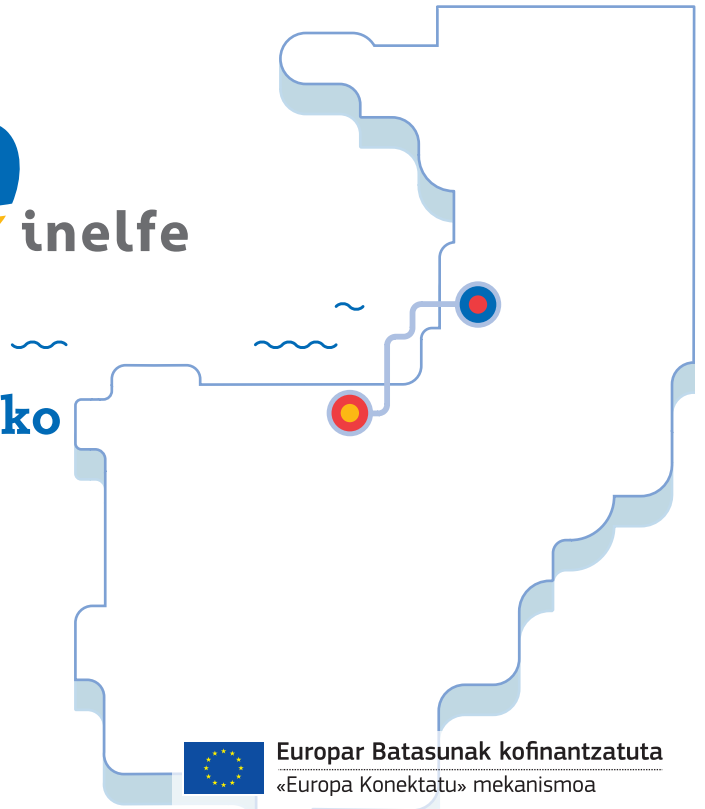 inelfe
ko
Europar Batasunak kofinantzatuta
«Europa Konektatu» mekanismoa